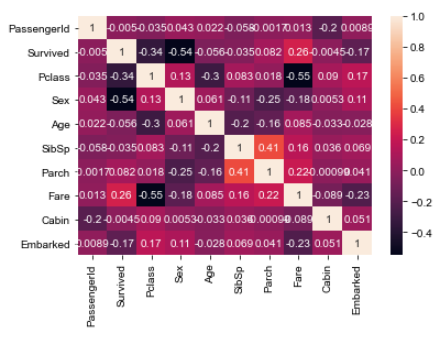 PassengerId 1 -0.005 -0.035 0.043 0.022 -0.058 -0.0017 0.013 -0.2 0.0089
Survived -0.005 1 -0.34 -0.54 -0.056 -0.035 0.082 0.26 -0.0045 -0.17
Pclass -0.035 -0.34 1 0.13 -0.3 0.083 0.018 -0.55 0.09 0.17
Sex 0.043 -0.54 0.13 1 0.061 -0.11 -0.25 -0.18 0.0053 0.11
Age 0.022 -0.056 -0.3 0.061 1 -0.2 -0.16 0.085 -0.033 -0.028
SibSp -0.058 -0.035 0.083 -0.11 -0.2 1 0.41 0.16 0.036 0.069
Parch -0.0017 0.082 0.018 -0.25 -0.16 0.41 1 0.22 0.041
Fare 0.013 0.26 -0.55 -0.18 0.085 0.16 0.22 1 -0.089 -0.23
Cabin -0.2 -0.0045 0.09 0.0053 -0.033 0.036 -0.089 1 0.051
Embarked 0.0089 -0.17 0.17 0.11 -0.028 0.069 0.041 -0.23 0.051 1
PassengerId Survived Pclass Sex Age SibSp Parch Fare Cabin Embarked
1.0
0.8
0.6
0.4
0.2
0.0
-0.2
-0.4